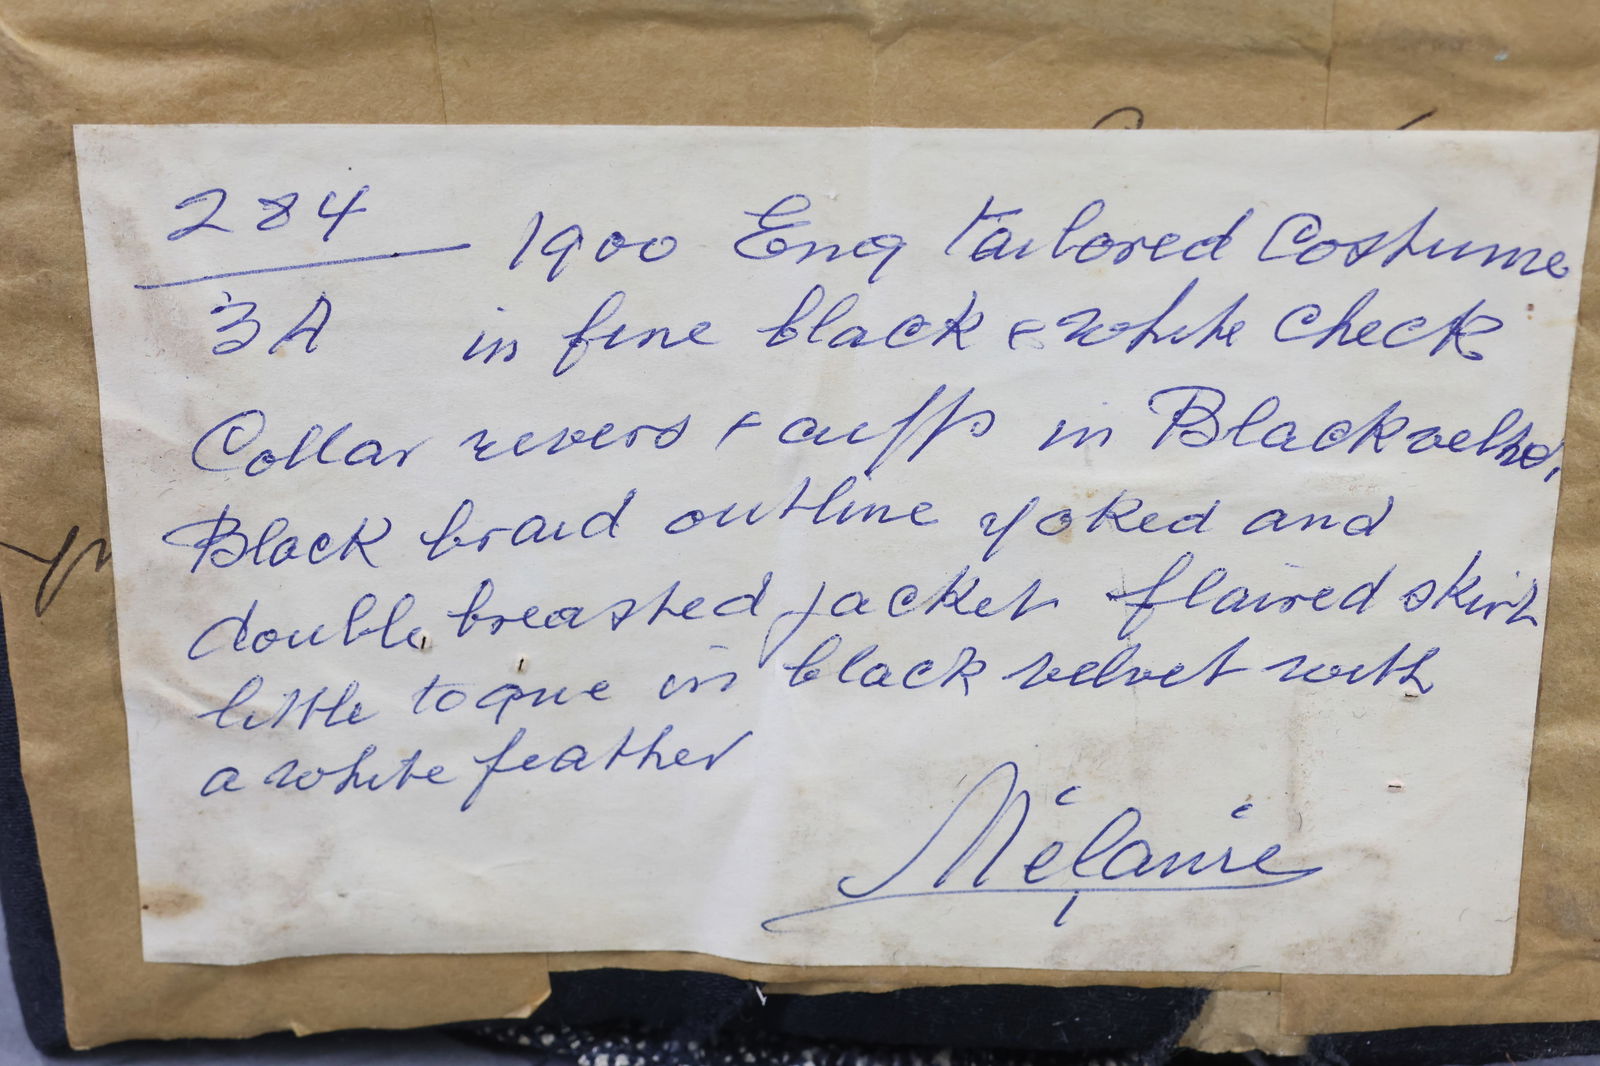 284
3A
1900 Eng tailored Costume
in fine black & white check
Collar revers & cuffs in Black velvet,
Black braid outline yoked and
double breasted jacket flaired skirt
little toque in black velvet with
a white feather
Mélanie